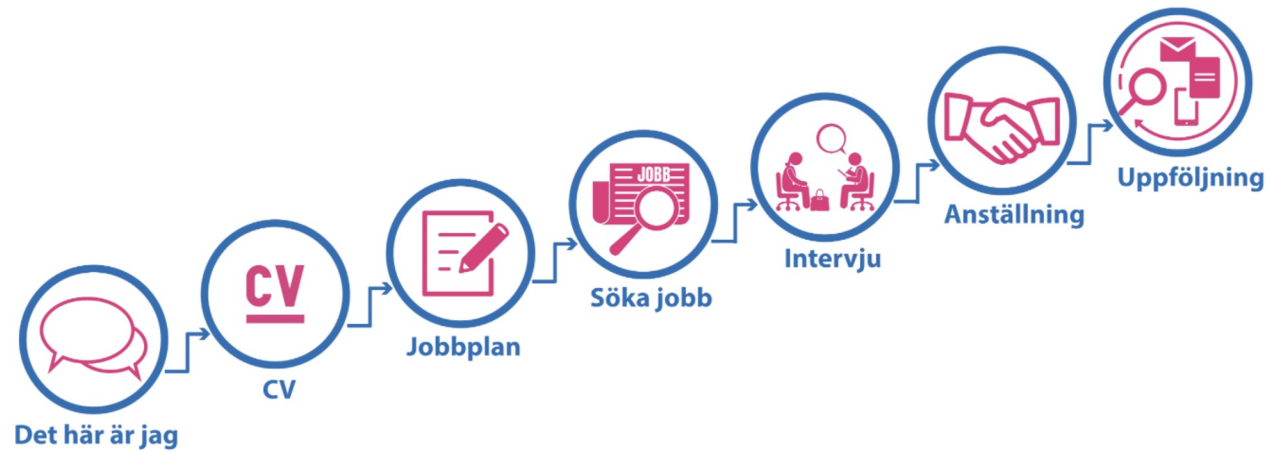 Det här är jag
CV
CV
Jobbplan
JOBB
Söka jobb
Intervju
Anställning
Uppföljning